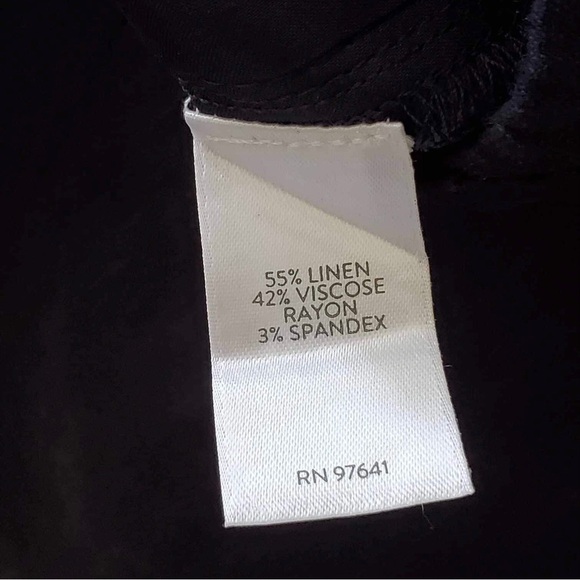 55% LINEN
42% VISCOSE
RAYON
3% SPANDEX
RN 97641